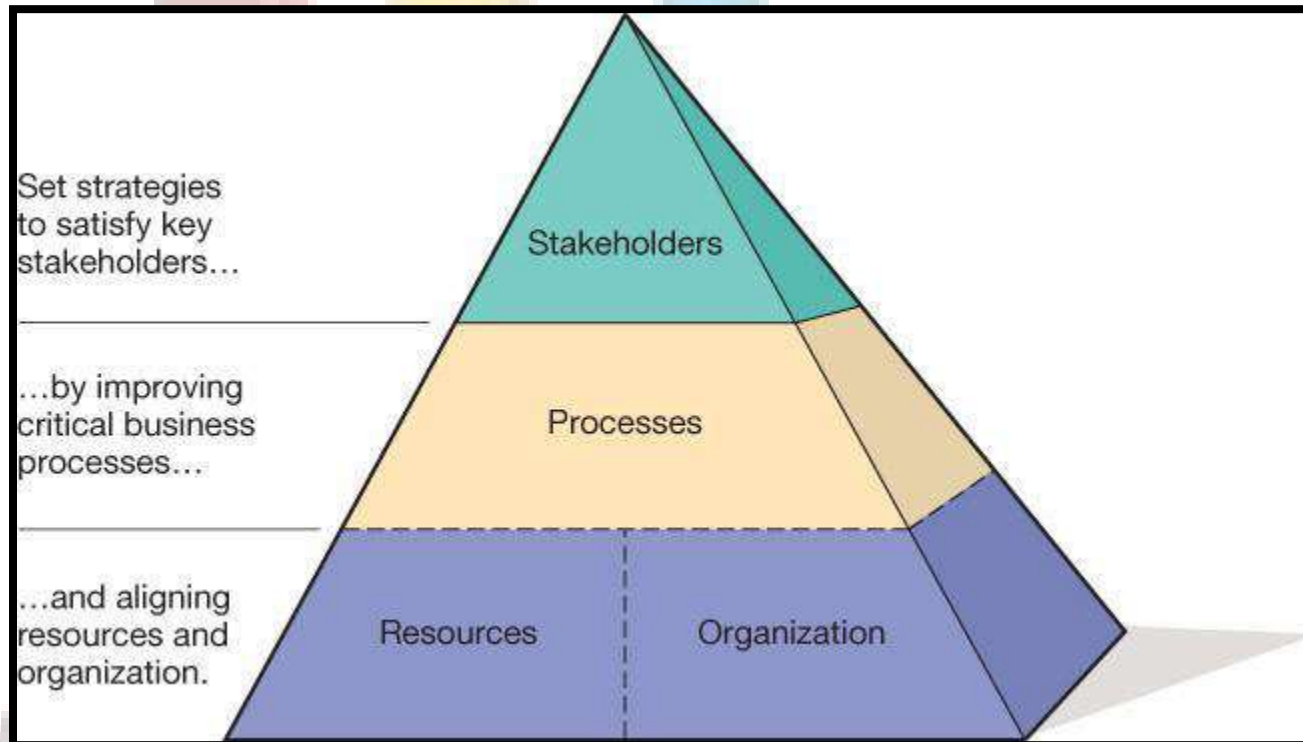 Set strategies
to satisfy key
stakeholders…
Stakeholders
…by improving
critical business
processes…
Processes
…and aligning
resources and
organization.
Resources
Organization